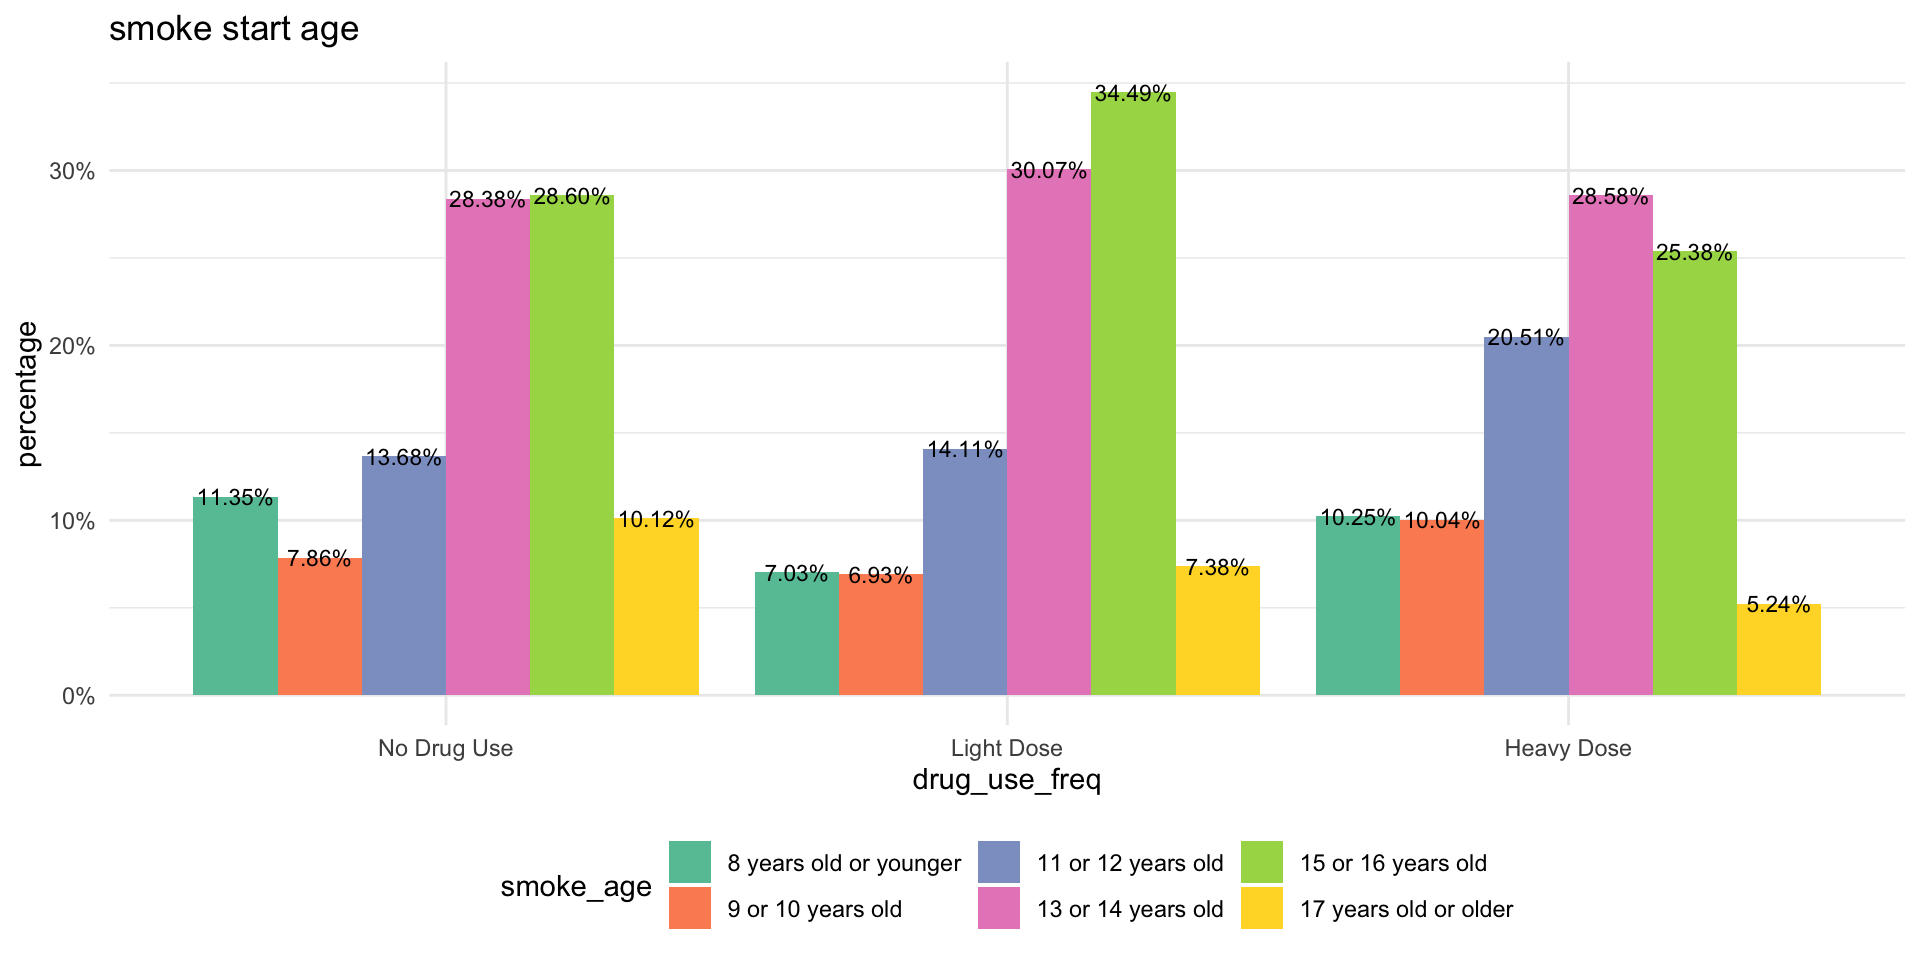 smoke start age
percentage
30%
20%
10%
0%
11.35%
7.86%
13.68%
28.38%
28.60%
10.12%
7.03%
6.93%
14.11%
30.07%
34.49%
7.38%
10.25%
10.04%
20.51%
28.58%
25.38%
5.24%
No Drug Use
Light Dose
Heavy Dose
drug_use_freq
smoke_age
8 years old or younger
9 or 10 years old
11 or 12 years old
13 or 14 years old
15 or 16 years old
17 years old or older